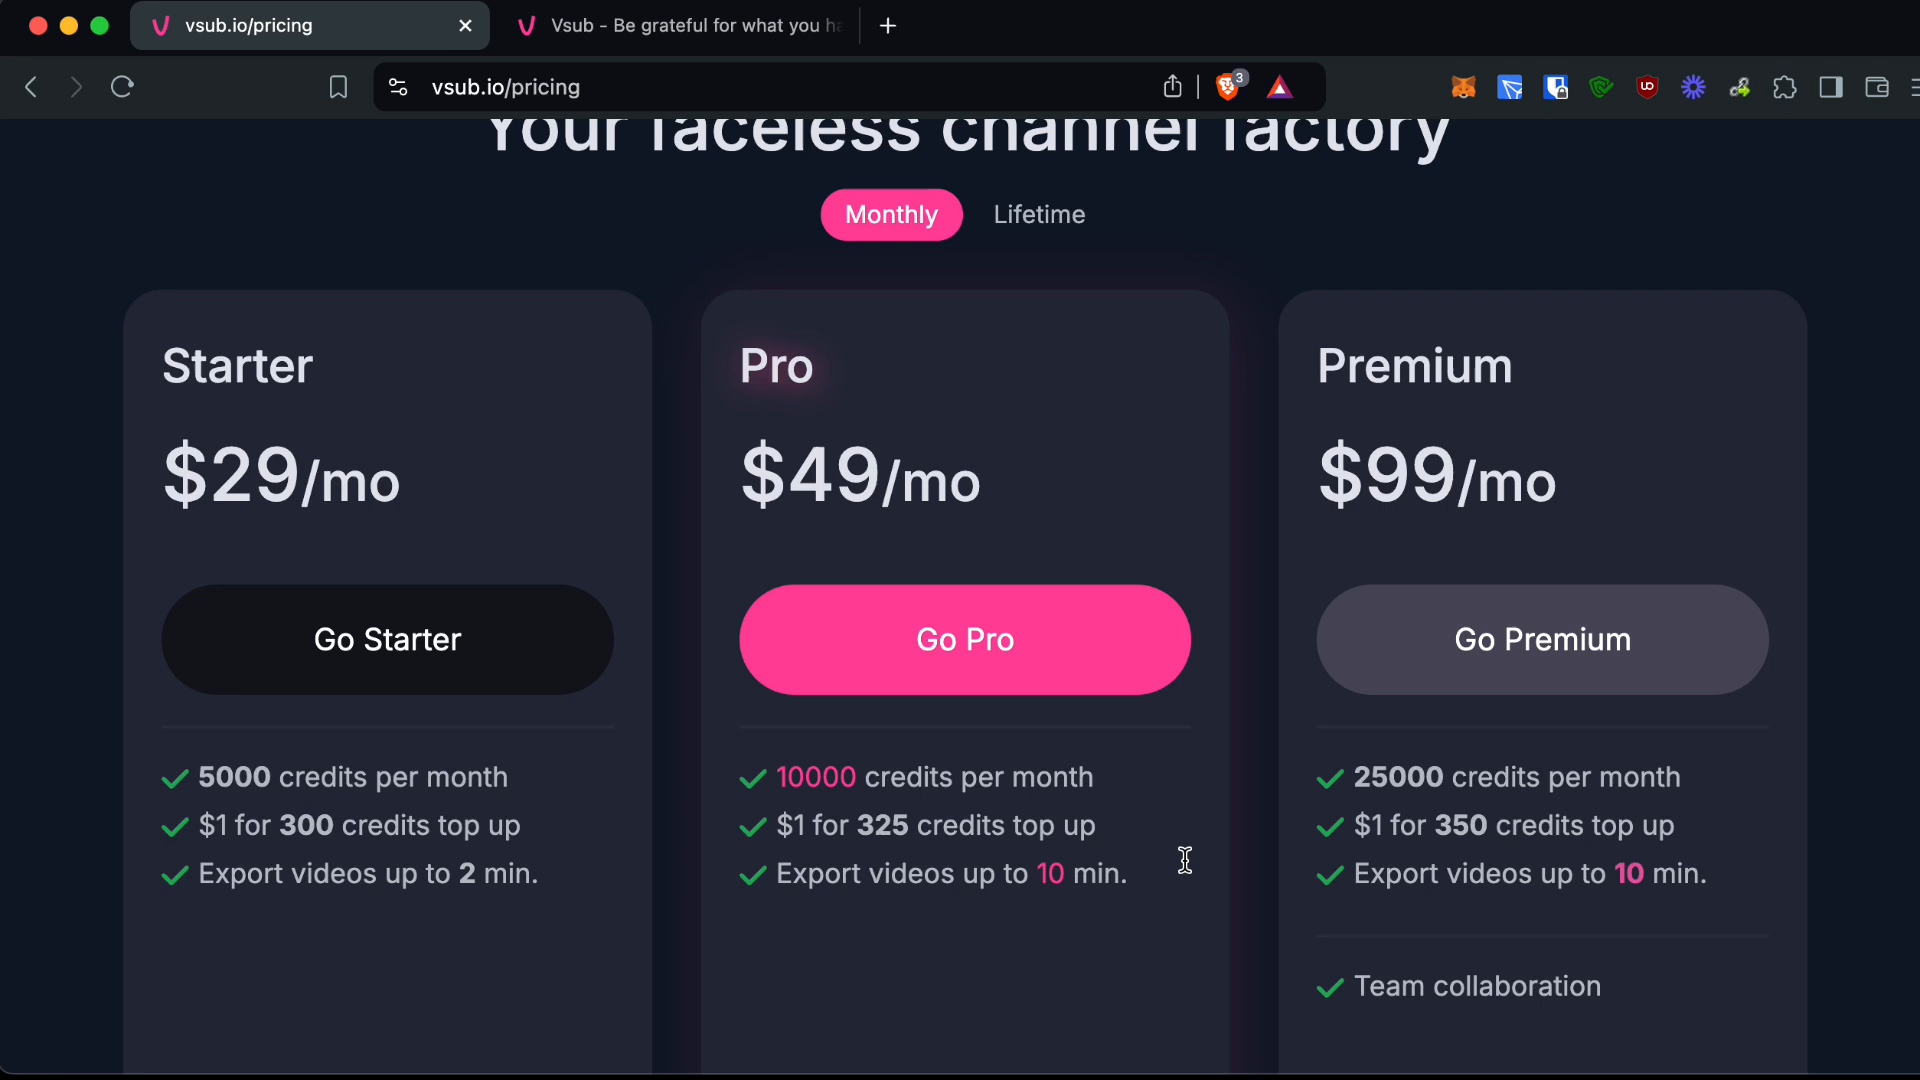 vsub.io/pricing
Vsub - Be grateful for what you ha
vsub.io/pricing
3
UD
Your faceless channel factory
Monthly
Lifetime
Starter
$29/mo
Go Starter
5000 credits per month
$1 for 300 credits top up
Export videos up to 2 min.
Pro
$49/mo
Go Pro
10000 credits per month
$1 for 325 credits top up
Export videos up to 10 min.
Premium
$99/mo
Go Premium
25000 credits per month
$1 for 350 credits top up
Export videos up to 10 min.
Team collaboration